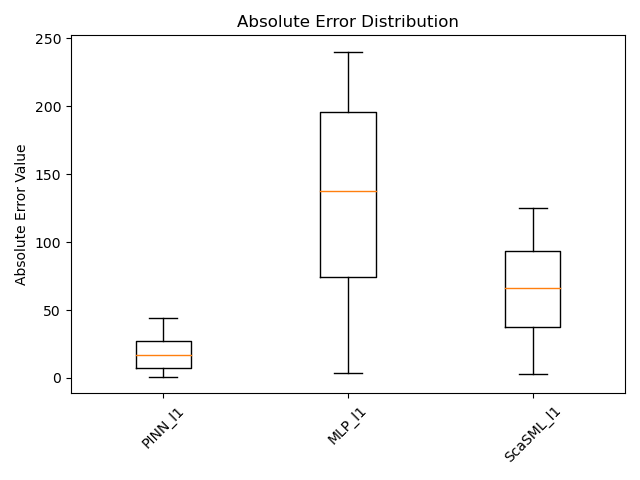 Absolute Error Distribution
Absolute Error Value
250
200
150
100
50
0
PINN_l1
MLP_l1
ScaSML_l1